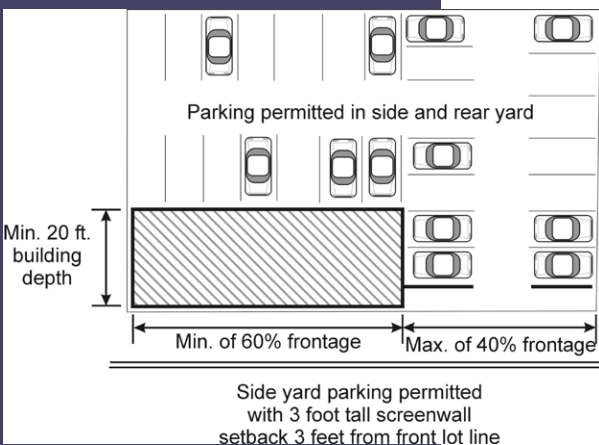 Parking permitted in side and rear yard
Min. 20 ft.
building
depth
Min. of 60% frontage
Max. of 40% frontage
Side yard parking permitted
with 3 foot tall screenwall
setback 3 feet from front lot line